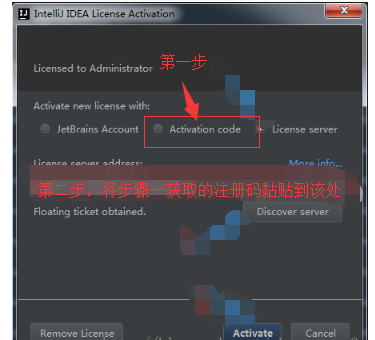 IntelliJ IDEA License Activation
Licensed to Administrator
第一步
Activate new license with:
JetBrains Account
Activation code
License server
License server address:
More info...
第二步，将步骤一获取的注册码粘贴到该处
Floating ticket obtained.
Discover server
Remove License
Activate
Cancel